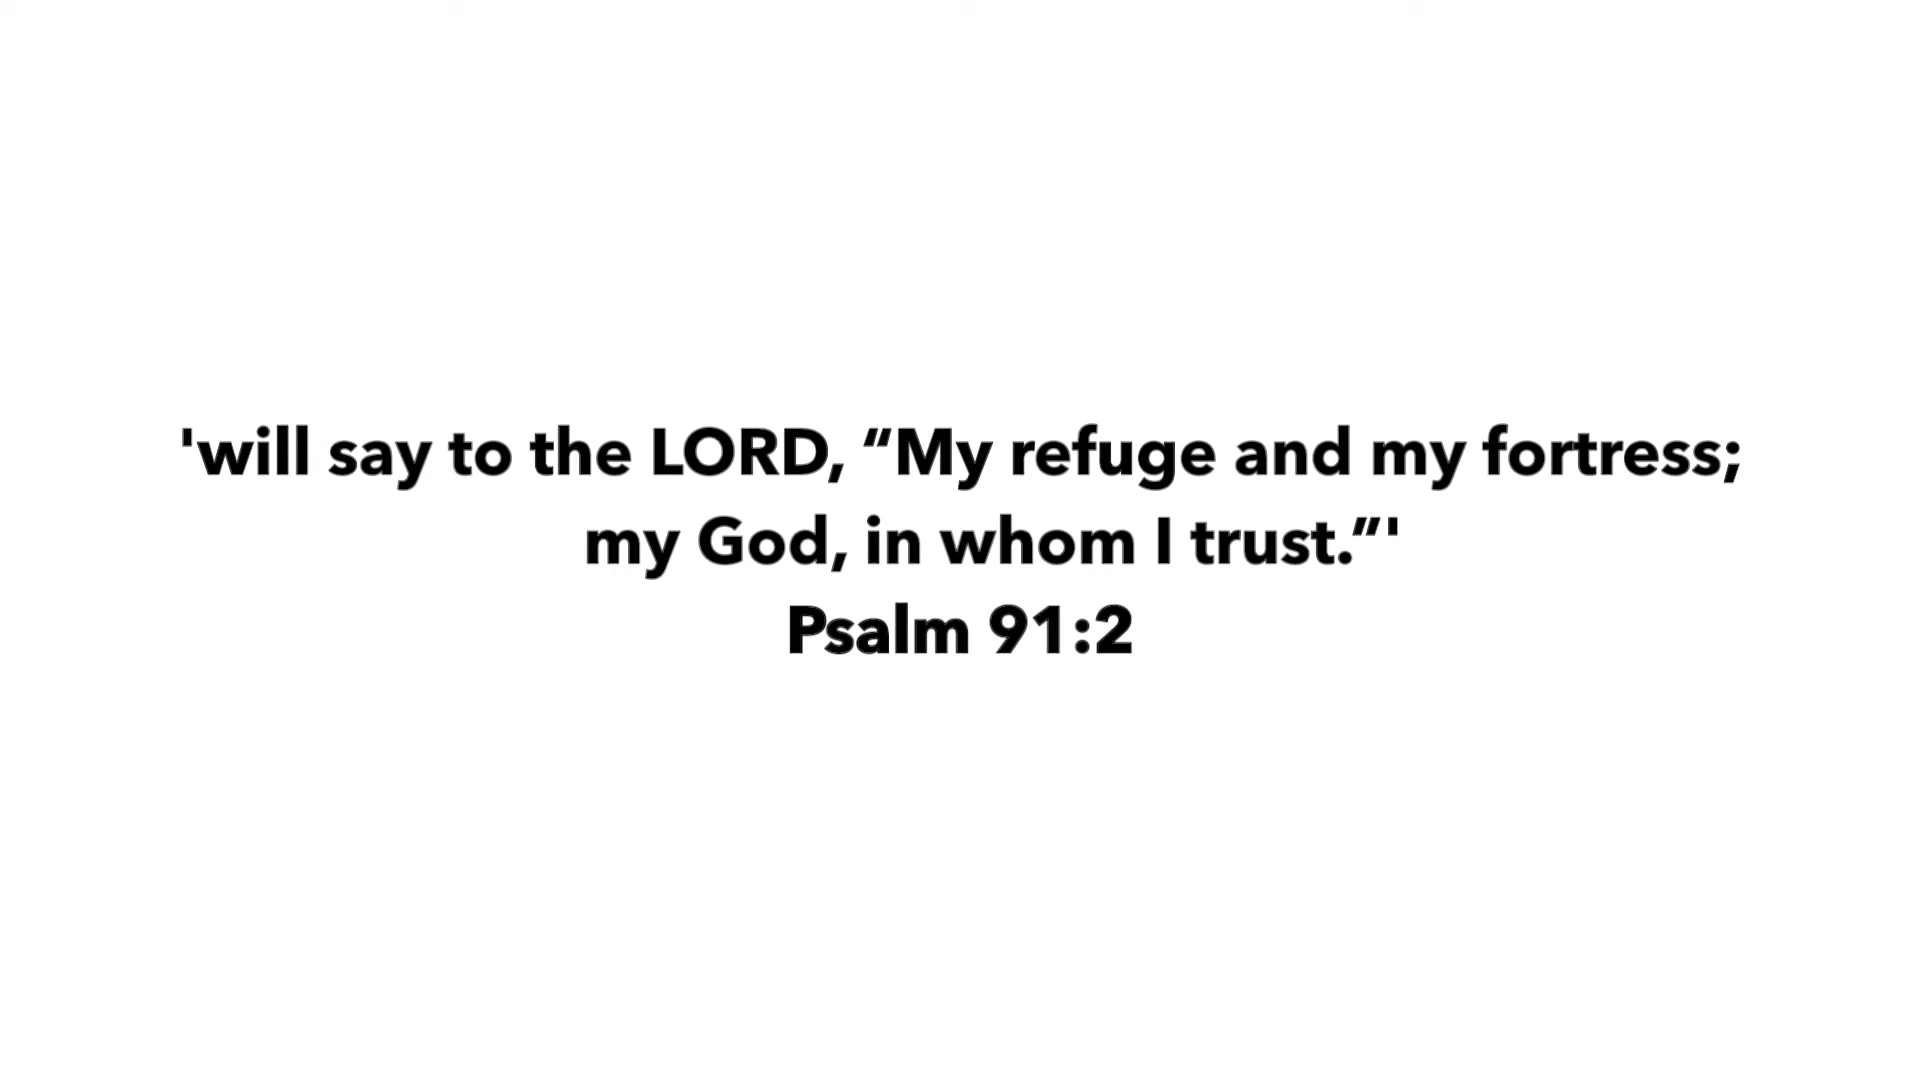 'will say to the LORD, “My refuge and my fortress;
my God, in whom I trust.”'
Psalm 91:2